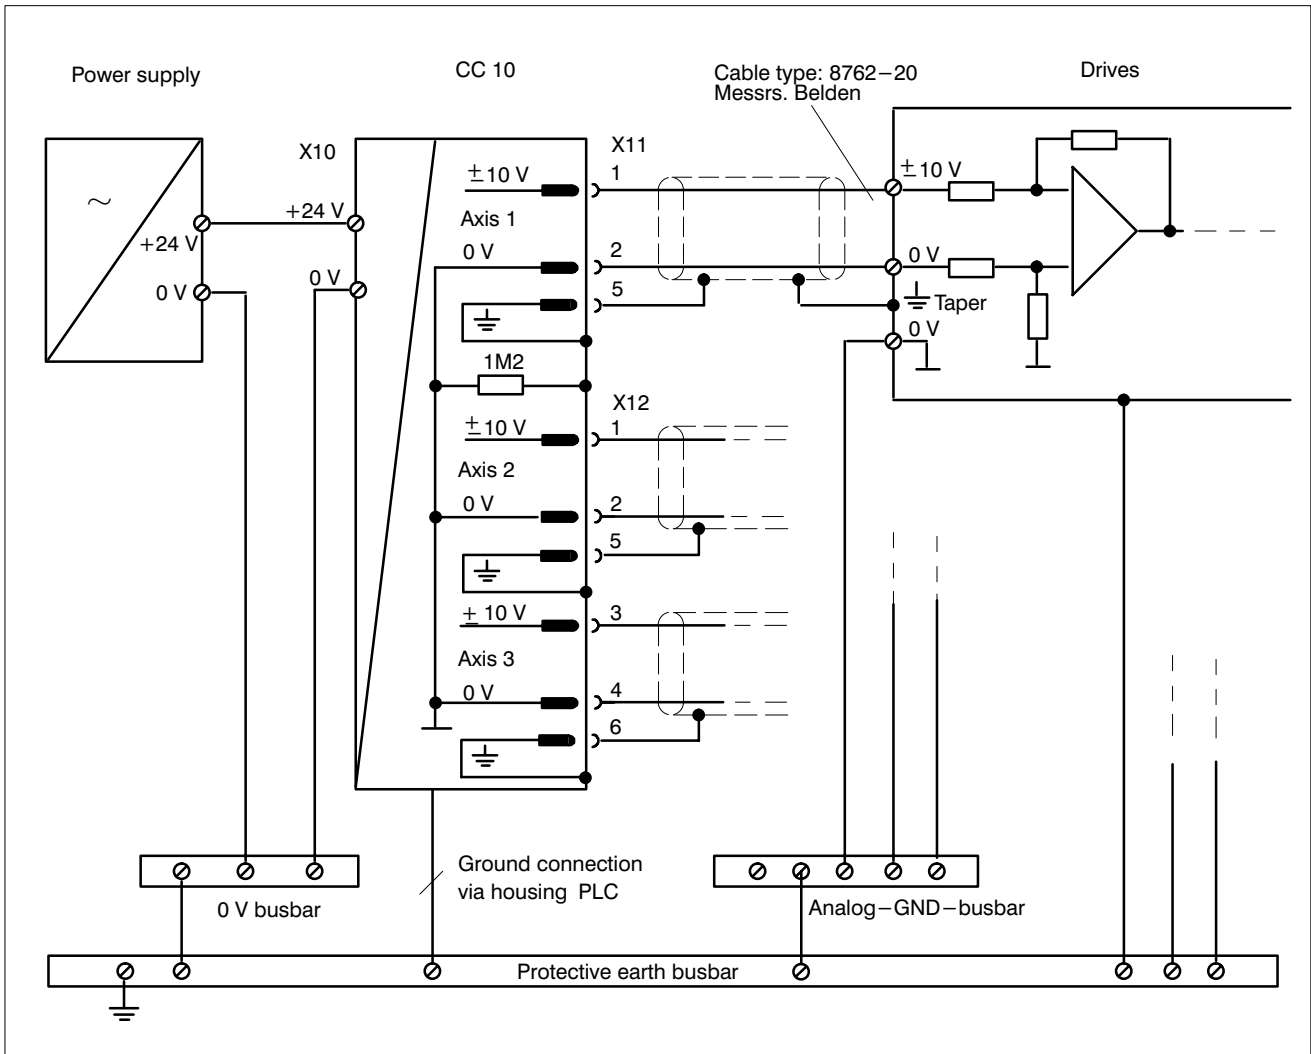 Power supply
CC 10
Cable type: 8762−20
Messrs. Belden
Drives
X10
X11
± 10 V
1
± 10 V
∼
+24 V
Axis 1
+24 V
0 V
2
0 V
0 V
0 V
5
Taper
0 V
1M2
X12
± 10 V
1
Axis 2
0 V
2
5
± 10 V
3
Axis 3
0 V
4
6
Ground connection
via housing PLC
0 V busbar
Analog−GND−busbar
Protective earth busbar